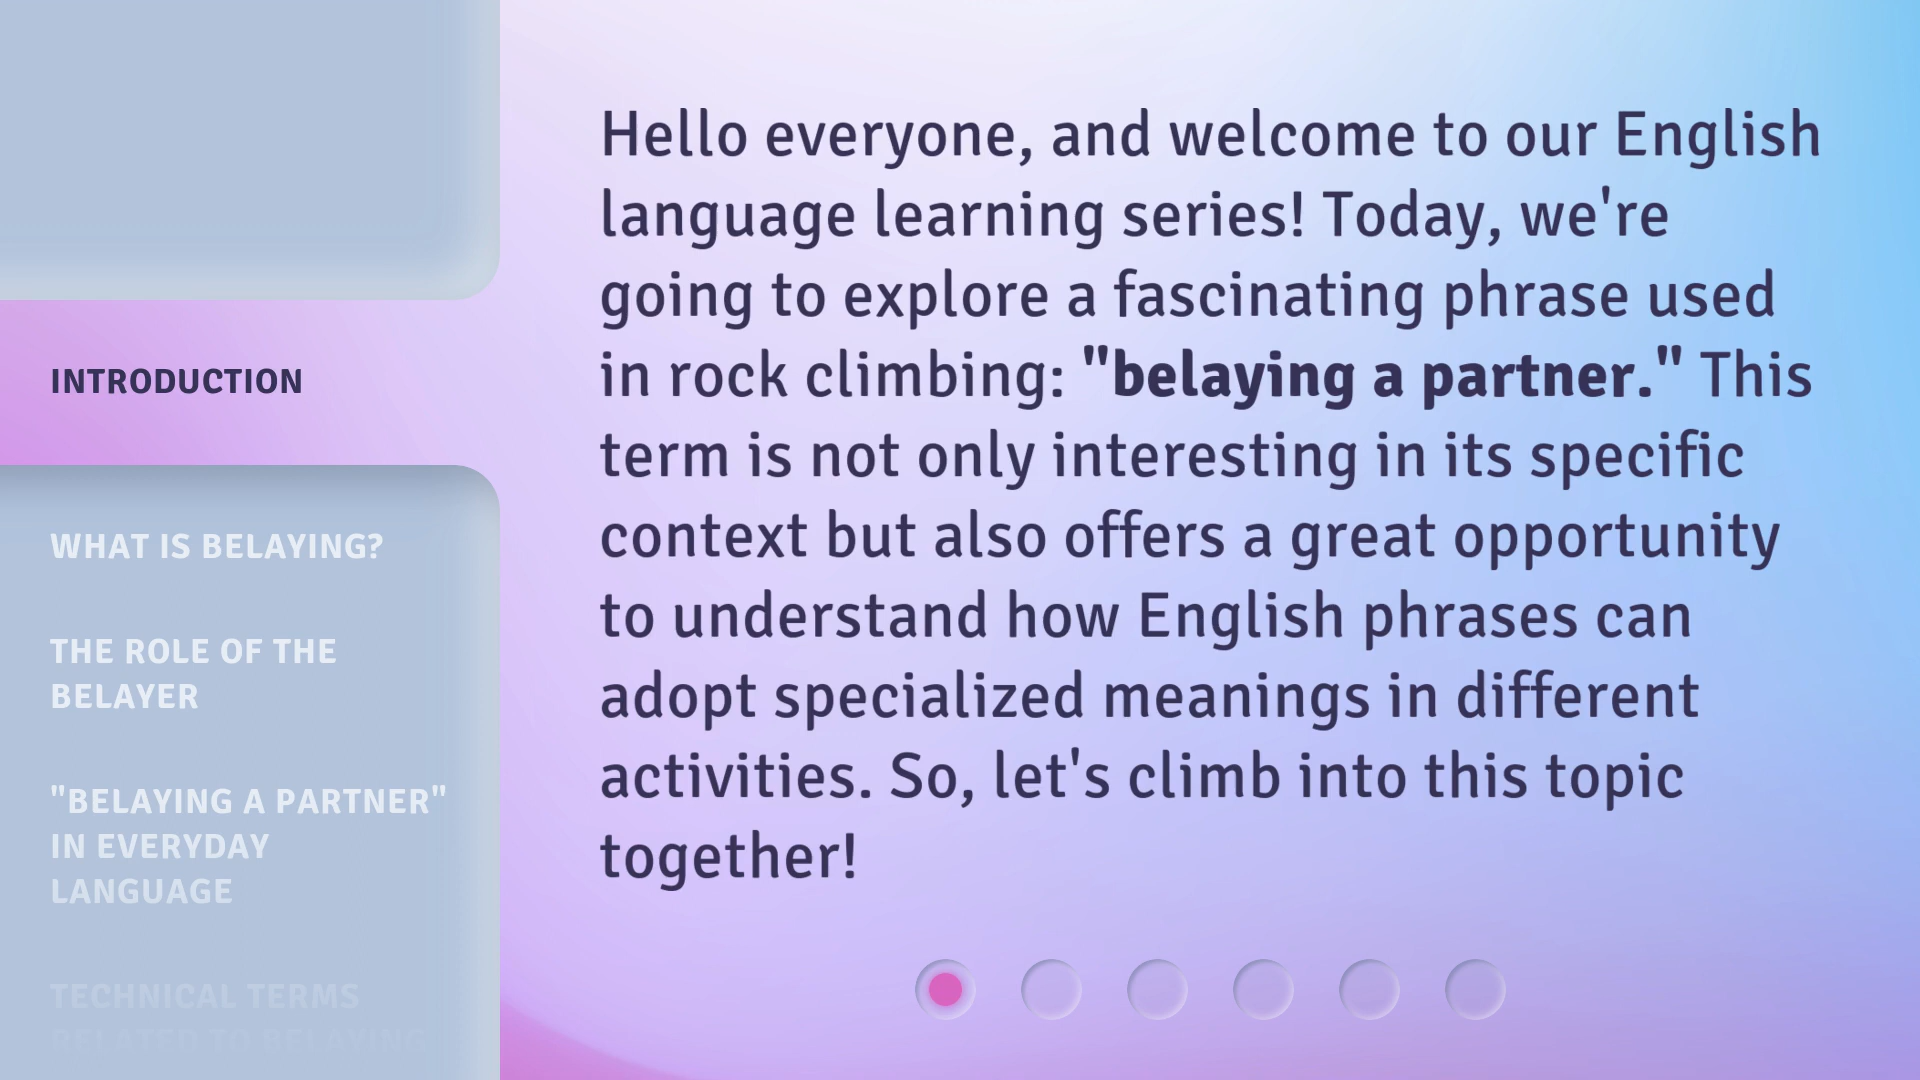 INTRODUCTION
WHAT IS BELAYING?
THE ROLE OF THE
BELAYER
"BELAYING A PARTNER"
IN EVERYDAY
LANGUAGE
TECHNICAL TERMS
RELATED TO BELAYING
Hello everyone, and welcome to our English
language learning series! Today, we're
going to explore a fascinating phrase used
in rock climbing: "belaying a partner." This
term is not only interesting in its specific
context but also offers a great opportunity
to understand how English phrases can
adopt specialized meanings in different
activities. So, let's climb into this topic
together!